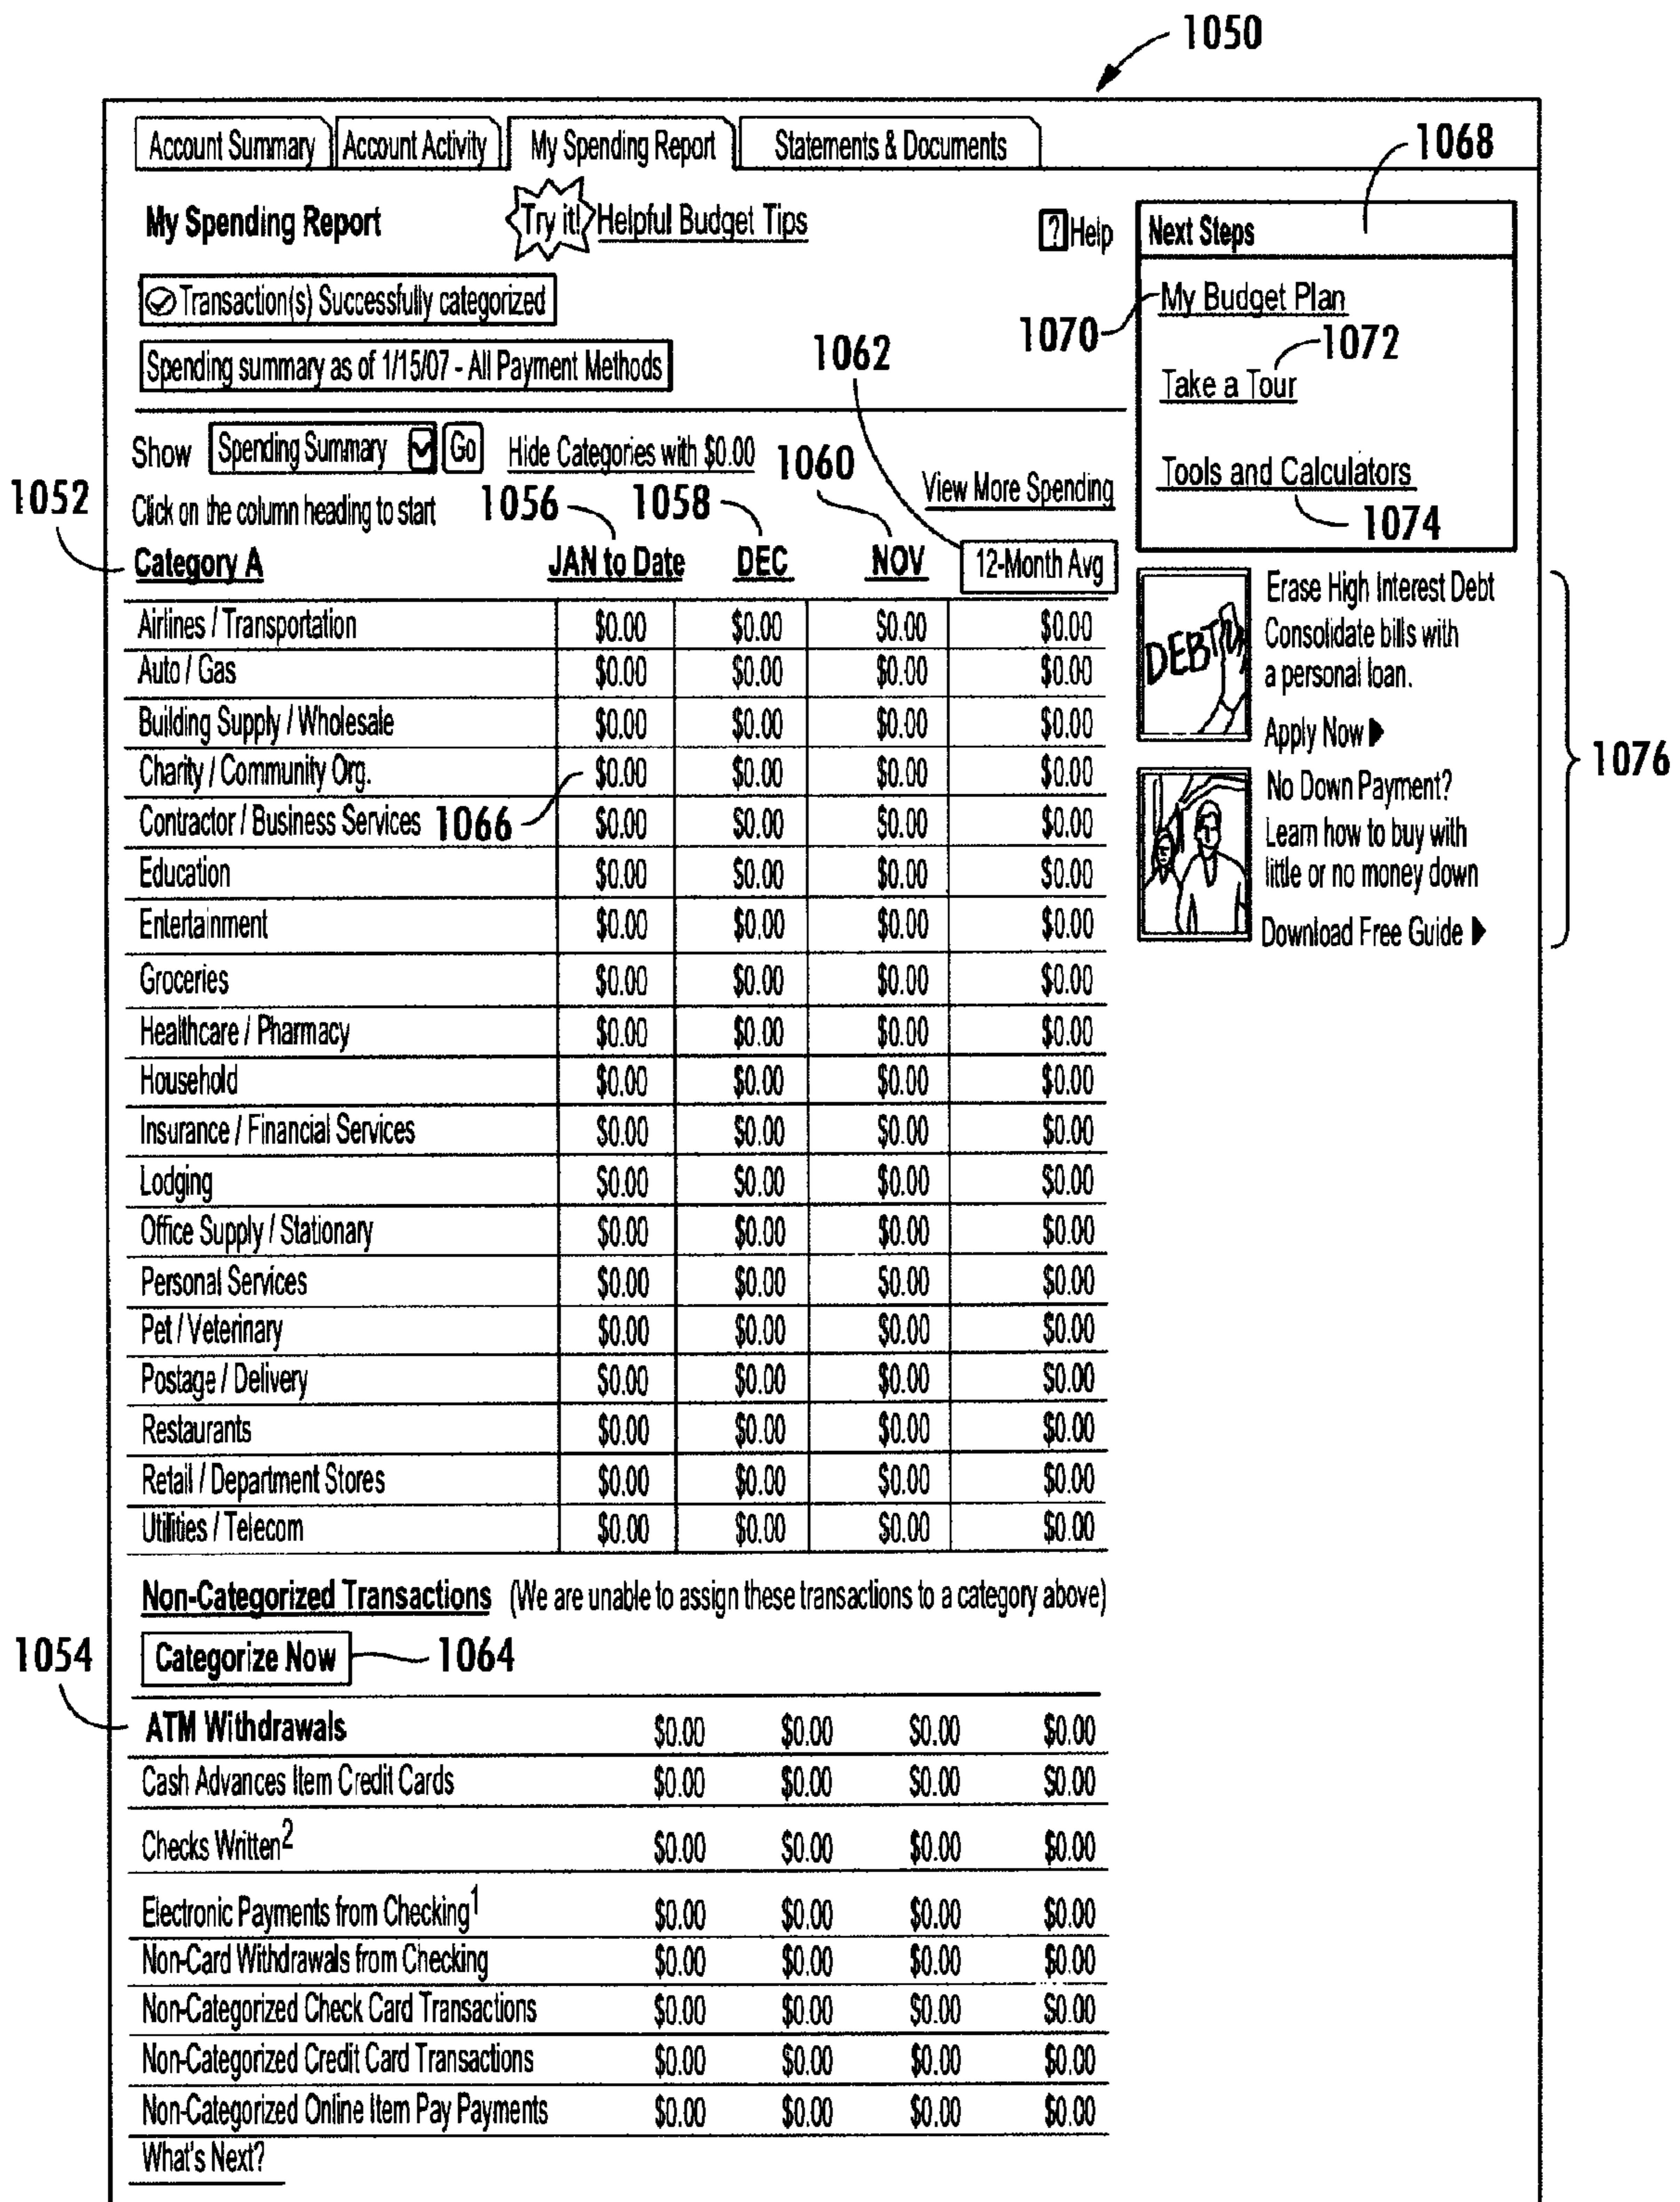 1050
Account Summary Account Activity My Spending Report Statements & Documents
1068
My Spending Report Try it! Helpful Budget Tips ? Help
Next Steps
Transaction(s) Successfully categorized
My Budget Plan
1070
1072
Spending summary as of 1/15/07 - All Payment Methods
1062
Take a Tour
Show Spending Summary Go Hide Categories with $0.00
1060
View More Spending
Tools and Calculators
1074
1052
Click on the column heading to start
1056 1058
Category A JAN to Date DEC NOV 12-Month Avg
Airlines / Transportation $0.00 $0.00 $0.00 $0.00
Auto / Gas $0.00 $0.00 $0.00 $0.00
Building Supply / Wholesale $0.00 $0.00 $0.00 $0.00
Charity / Community Org. $0.00 $0.00 $0.00 $0.00
Contractor / Business Services 1066 $0.00 $0.00 $0.00 $0.00
Education $0.00 $0.00 $0.00 $0.00
Entertainment $0.00 $0.00 $0.00 $0.00
Groceries $0.00 $0.00 $0.00 $0.00
Healthcare / Pharmacy $0.00 $0.00 $0.00 $0.00
Household $0.00 $0.00 $0.00 $0.00
Insurance / Financial Services $0.00 $0.00 $0.00 $0.00
Lodging $0.00 $0.00 $0.00 $0.00
Office Supply / Stationary $0.00 $0.00 $0.00 $0.00
Personal Services $0.00 $0.00 $0.00 $0.00
Pet / Veterinary $0.00 $0.00 $0.00 $0.00
Postage / Delivery $0.00 $0.00 $0.00 $0.00
Restaurants $0.00 $0.00 $0.00 $0.00
Retail / Department Stores $0.00 $0.00 $0.00 $0.00
Utilities / Telecom $0.00 $0.00 $0.00 $0.00
DEBT
Erase High Interest Debt
Consolidate bills with
a personal loan.
Apply Now
1076
No Down Payment?
Learn how to buy with
little or no money down
Download Free Guide
Non-Categorized Transactions (We are unable to assign these transactions to a category above)
1054
Categorize Now 1064
ATM Withdrawals $0.00 $0.00 $0.00 $0.00
Cash Advances Item Credit Cards $0.00 $0.00 $0.00 $0.00
Checks Written2 $0.00 $0.00 $0.00 $0.00
Electronic Payments from Checking1 $0.00 $0.00 $0.00 $0.00
Non-Card Withdrawals from Checking $0.00 $0.00 $0.00 $0.00
Non-Categorized Check Card Transactions $0.00 $0.00 $0.00 $0.00
Non-Categorized Credit Card Transactions $0.00 $0.00 $0.00 $0.00
Non-Categorized Online Item Pay Payments $0.00 $0.00 $0.00 $0.00
What's Next?